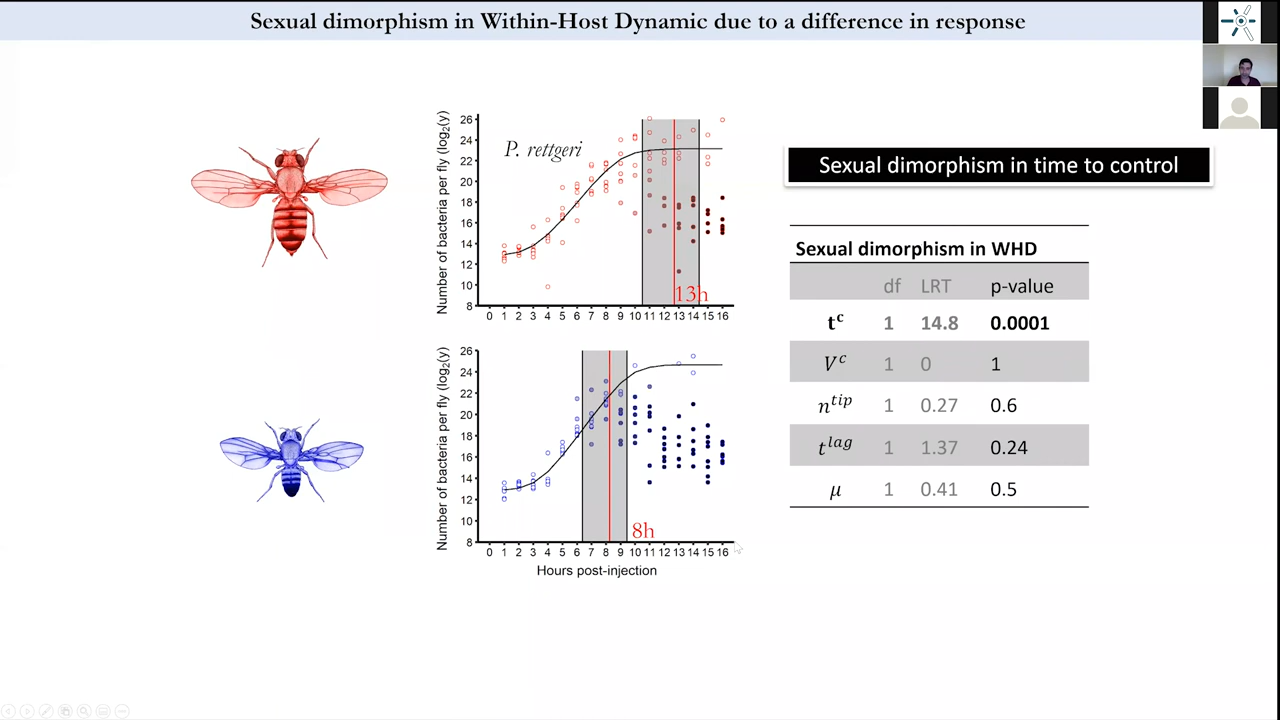 Sexual dimorphism in Within-Host Dynamic due to a difference in response
Number of bacteria per fly (log2(y)
26
24
22
20
18
16
14
12
10
8
P. rettgeri
13h
0 1 2 3 4 5 6 7 8 9 10 11 12 13 14 15 16
Number of bacteria per fly (log2(y)
26
24
22
20
18
16
14
12
10
8
8h
0 1 2 3 4 5 6 7 8 9 10 11 12 13 14 15 16
Hours post-injection
Sexual dimorphism in time to control
Sexual dimorphism in WHD
df LRT p-value
t^c 1 14.8 0.0001
V^c 1 0 1
n^tip 1 0.27 0.6
t^lag 1 1.37 0.24
μ 1 0.41 0.5